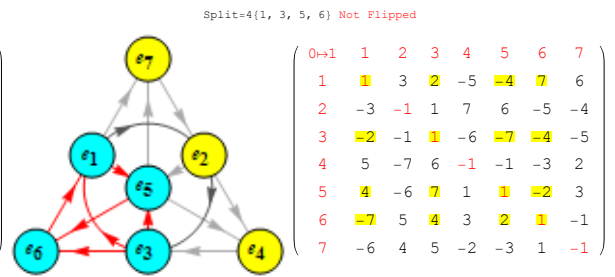 Split=4{1, 3, 5, 6} Not Flipped
e7
e1
e2
e5
e6
e3
e4
0↦1 1 2 3 4 5 6 7
1 1 3 2 −5 −4 7 6
2 −3 −1 1 7 6 −5 −4
3 −2 −1 1 −6 −7 −4 −5
4 5 −7 6 −1 −1 −3 2
5 4 −6 7 1 1 −2 3
6 −7 5 4 3 2 1 −1
7 −6 4 5 −2 −3 1 −1